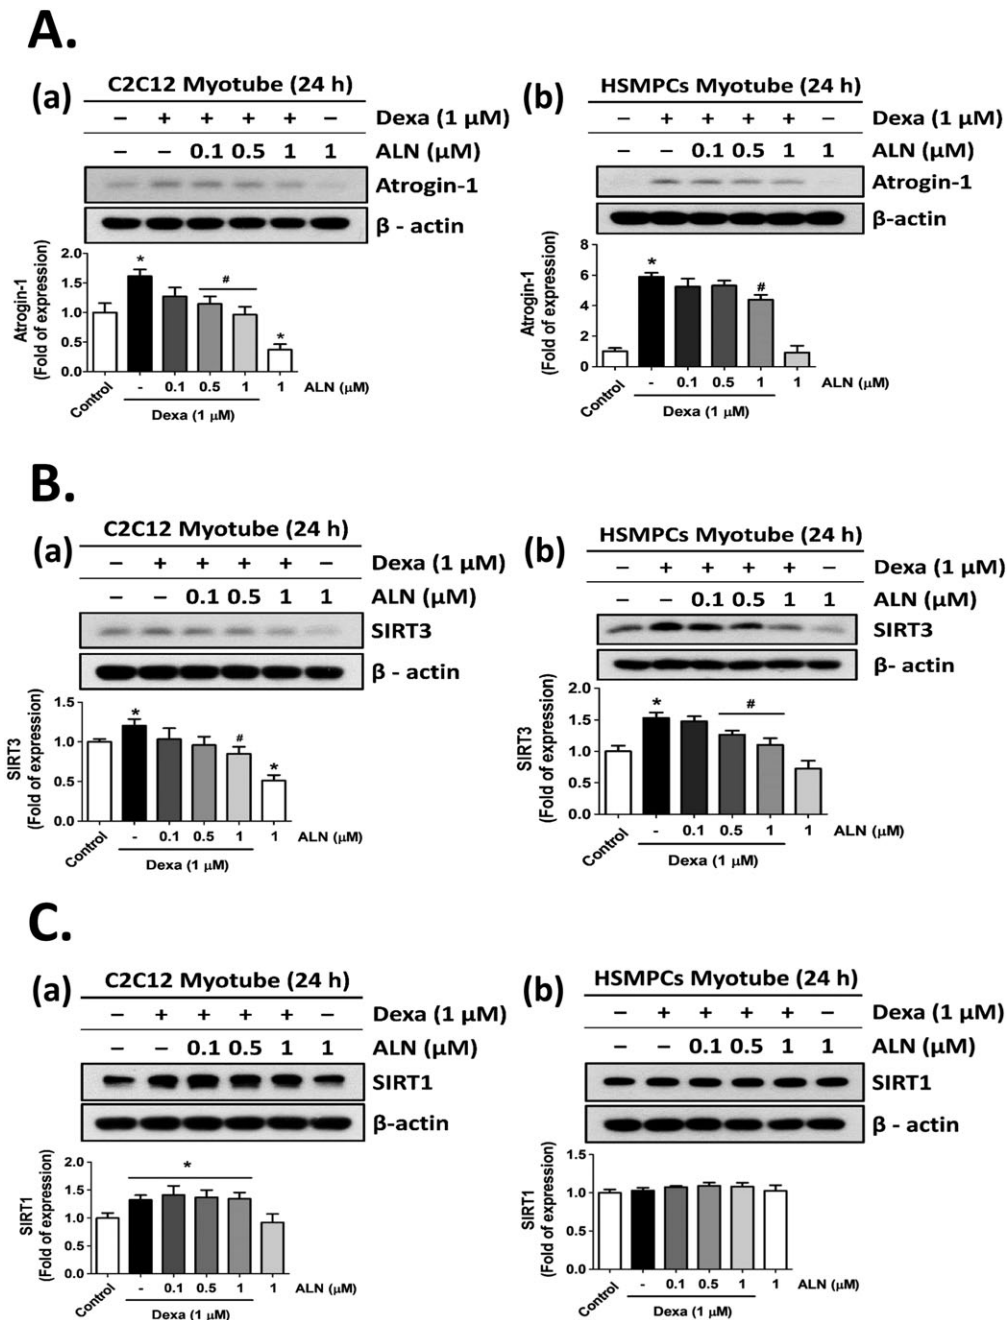 A.
(a)
C2C12 Myotube (24 h)
– + + + + – Dexa (1 μM)
– – 0.1 0.5 1 1 ALN (μM)
Atrogin-1
β - actin
Atrogin-1
(Fold of expression)
2.0
1.5
1.0
0.5
0.0
*
#
*
Control - 0.1 0.5 1 1 ALN (μM)
Dexa (1 μM)
(b)
HSMPCs Myotube (24 h)
– + + + + – Dexa (1 μM)
– – 0.1 0.5 1 1 ALN (μM)
Atrogin-1
β-actin
Atrogin-1
(Fold of expression)
8
6
4
2
0
*
#
Control - 0.1 0.5 1 1 ALN (μM)
Dexa (1 μM)
B.
(a)
C2C12 Myotube (24 h)
– + + + + – Dexa (1 μM)
– – 0.1 0.5 1 1 ALN (μM)
SIRT3
β - actin
SIRT3
(Fold of expression)
1.5
1.0
0.5
0.0
*
#
*
Control - 0.1 0.5 1 1 ALN (μM)
Dexa (1 μM)
(b)
HSMPCs Myotube (24 h)
– + + + + – Dexa (1 μM)
– – 0.1 0.5 1 1 ALN (μM)
SIRT3
β- actin
SIRT3
(Fold of expression)
2.0
1.5
1.0
0.5
0.0
*
#
Control - 0.1 0.5 1 1 ALN (μM)
Dexa (1 μM)
C.
(a)
C2C12 Myotube (24 h)
– + + + + – Dexa (1 μM)
– – 0.1 0.5 1 1 ALN (μM)
SIRT1
β-actin
SIRT1
(Fold of expression)
2.0
1.5
1.0
0.5
0.0
*
Control - 0.1 0.5 1 1 ALN (μM)
Dexa (1 μM)
(b)
HSMPCs Myotube (24 h)
– + + + + – Dexa (1 μM)
– – 0.1 0.5 1 1 ALN (μM)
SIRT1
β - actin
SIRT1
(Fold of expression)
1.5
1.0
0.5
0.0
Control - 0.1 0.5 1 1 ALN (μM)
Dexa (1 μM)